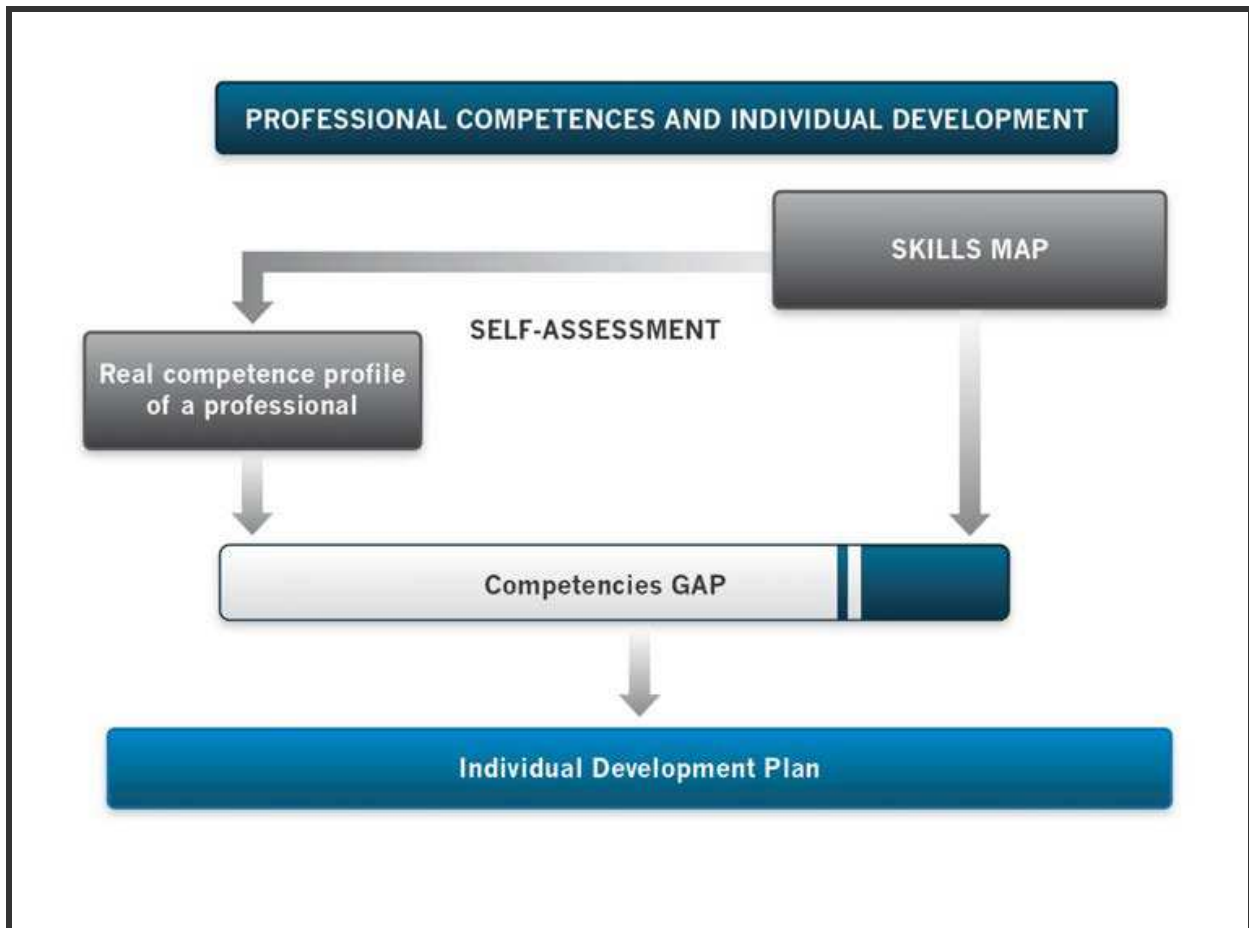 PROFESSIONAL COMPETENCES AND INDIVIDUAL DEVELOPMENT
SKILLS MAP
SELF-ASSESSMENT
Real competence profile
of a professional
Competencies GAP
Individual Development Plan